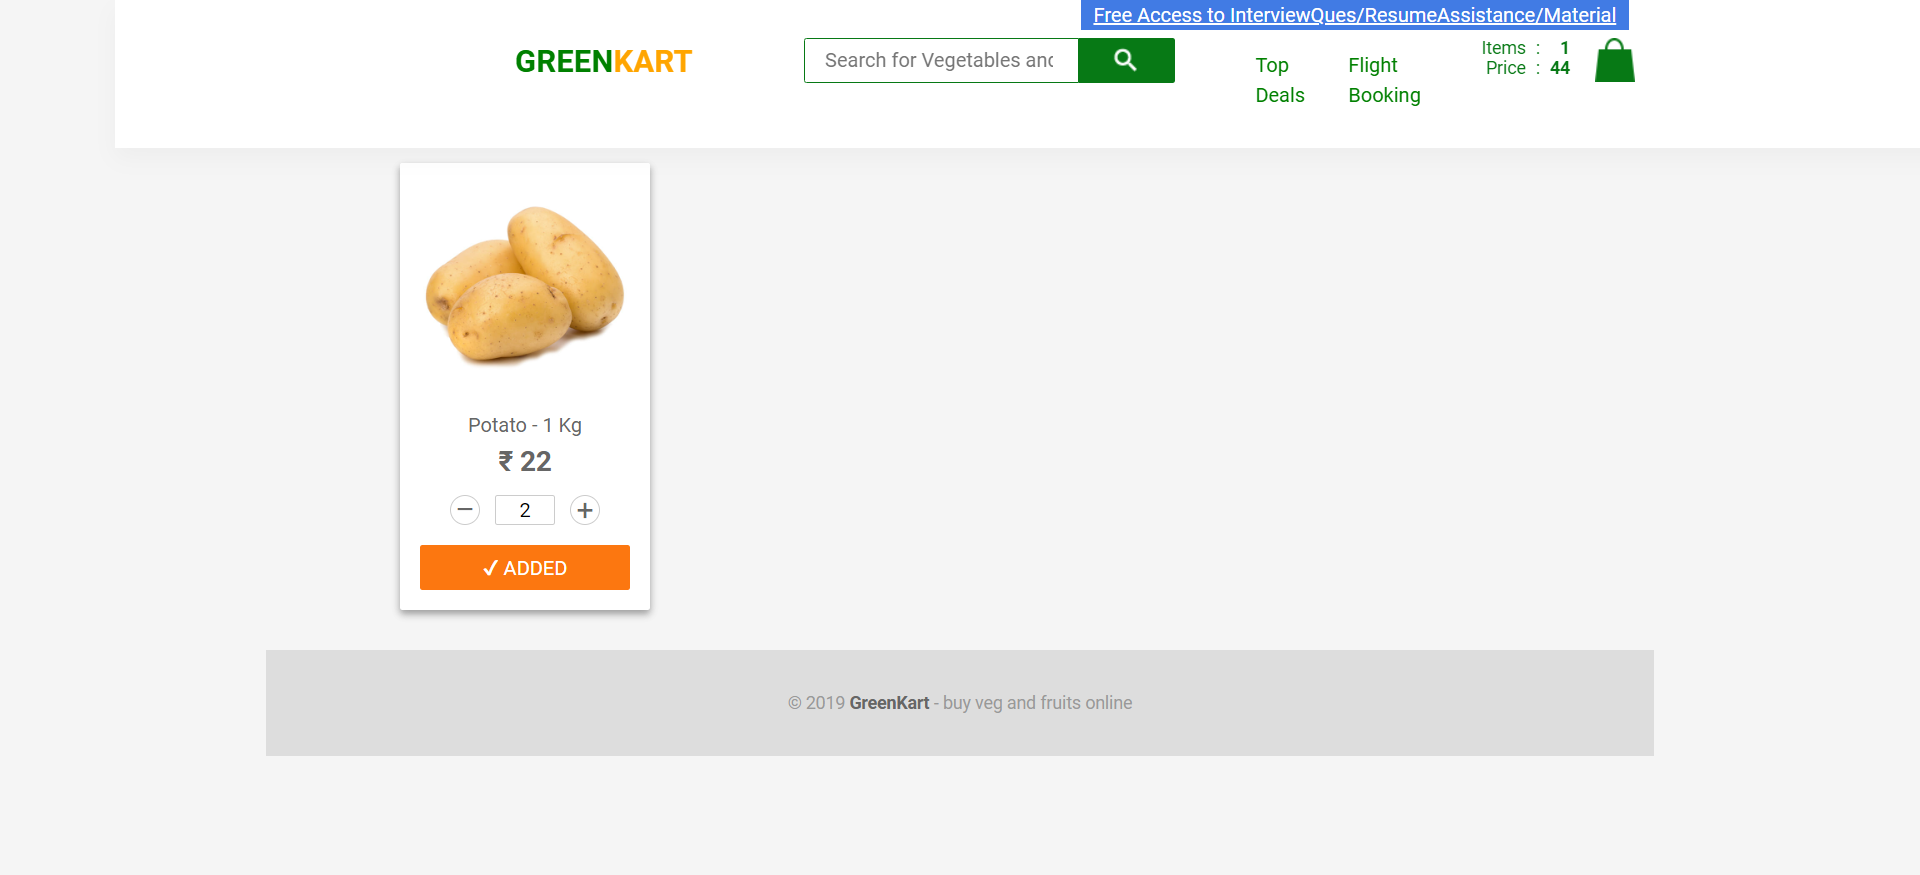 Free Access to InterviewQues/ResumeAssistance/Material
GREENKART
Search for Vegetables and
Top Deals
Flight Booking
Items : 1
Price : 44
Potato - 1 Kg
₹ 22
− 2 +
✓ ADDED
© 2019 GreenKart - buy veg and fruits online